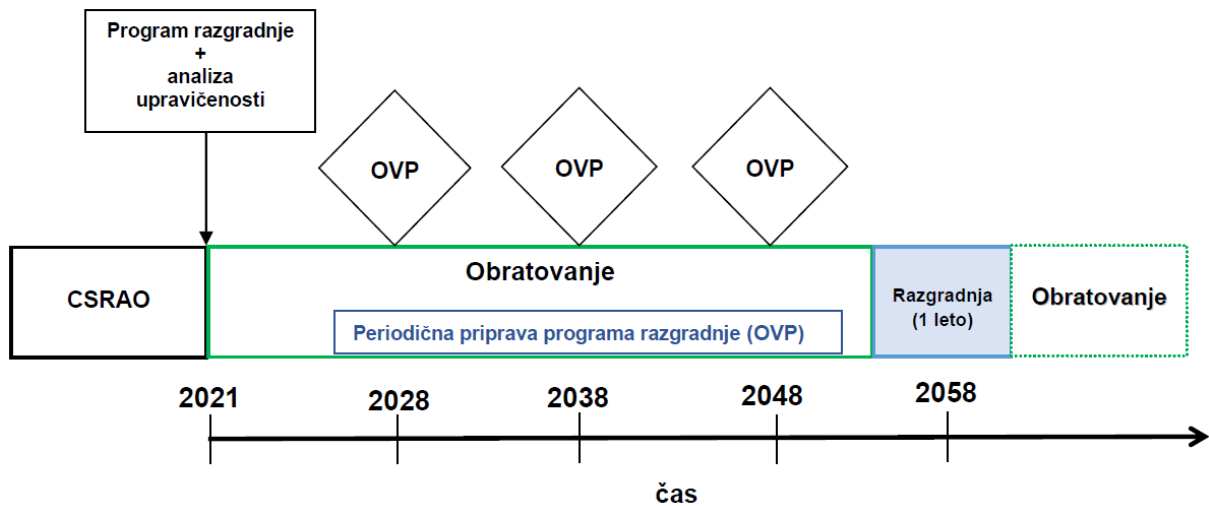 Program razgradnje
+
analiza
upravičenosti
OVP
OVP
OVP
CSRAO
Obratovanje
Periodična priprava programa razgradnje (OVP)
Razgradnja
(1 leto)
Obratovanje
2021
2028
2038
2048
2058
čas